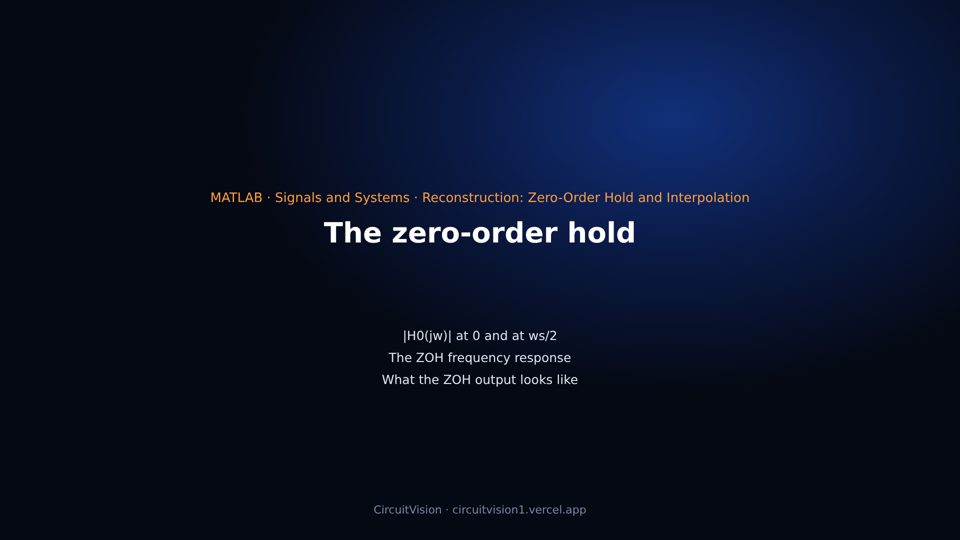 MATLAB · Signals and Systems · Reconstruction: Zero-Order Hold and Interpolation
The zero-order hold
|H0(jw)| at 0 and at ws/2
The ZOH frequency response
What the ZOH output looks like
CircuitVision · circuitvision1.vercel.app